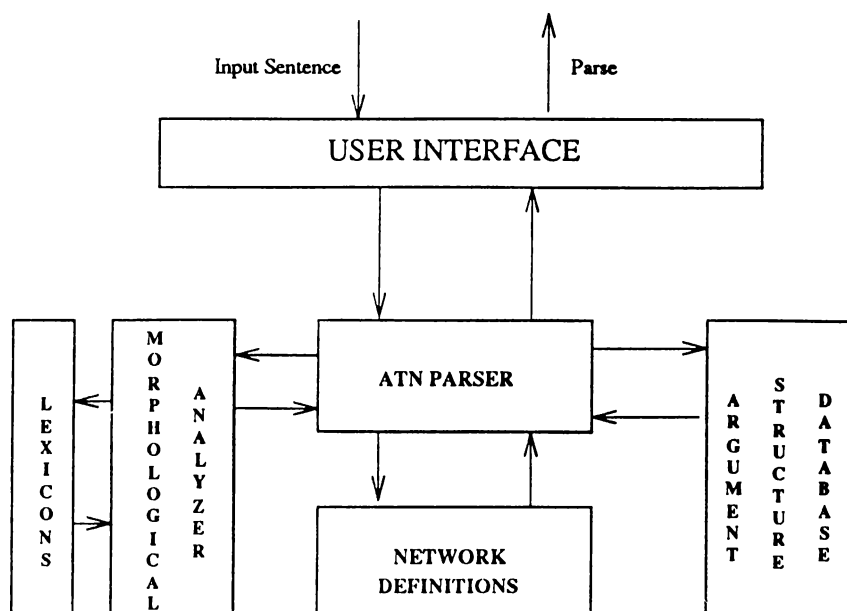 Input Sentence
Parse
USER INTERFACE
LEXICONS
MORPHOLOGICAL
ANALYZER
ATN PARSER
ARGUMENT
STRUCTURE
DATABASE
NETWORK
DEFINITIONS